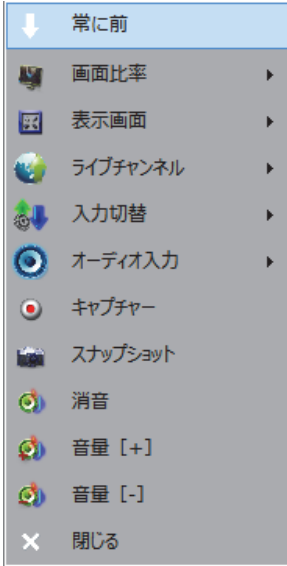 常に前
画面比率
表示画面
ライブチャンネル
入力切替
オーディオ入力
キャプチャー
スナップショット
消音
音量 [+]
音量 [-]
閉じる